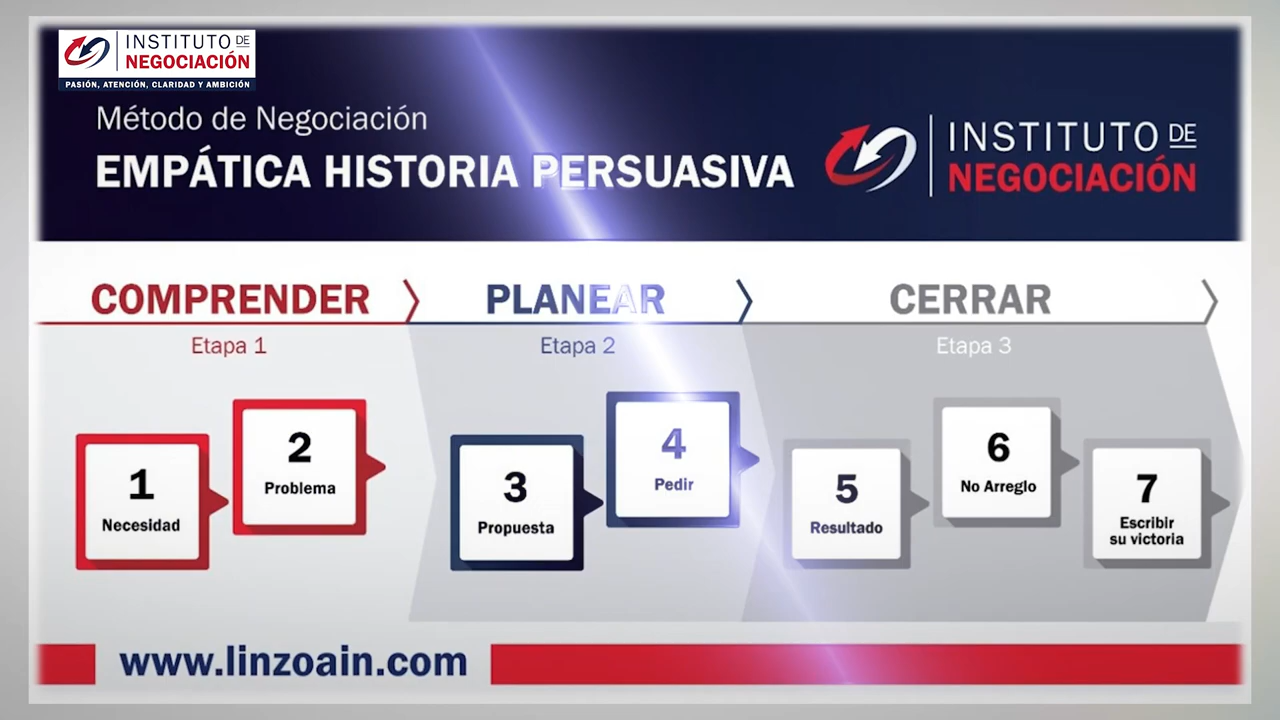 INSTITUTO DE
NEGOCIACIÓN
PASIÓN, ATENCIÓN, CLARIDAD Y AMBICIÓN
Método de Negociación
EMPÁTICA HISTORIA PERSUASIVA
INSTITUTO DE
NEGOCIACIÓN
COMPRENDER
PLANEAR
CERRAR
Etapa 1
Etapa 2
Etapa 3
1
Necesidad
2
Problema
3
Propuesta
4
Pedir
5
Resultado
6
No Arreglo
7
Escribir
su victoria
www.linzoain.com